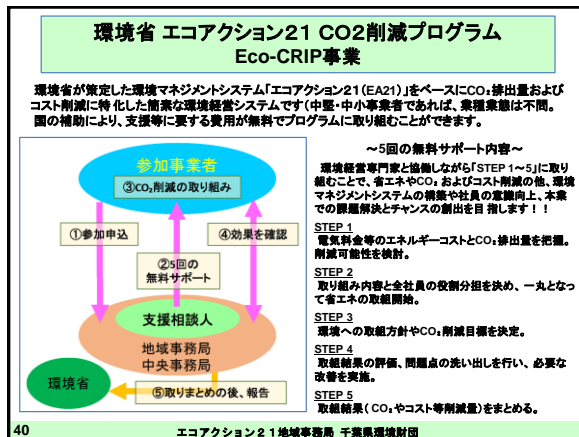 環境省 エコアクション２１ CO２削減プログラム
Eco-CRIP事業
環境省が策定した環境マネジメントシステム「エコアクション２１（EA21）」をベースにCO₂排出量および
コスト削減に特化した簡素な環境経営システムです（中堅・中小事業者であれば、業種業態は不問。
国の補助により、支援等に要する費用が無料でプログラムに取り組むことができます。
参加事業者
③CO₂削減の取り組み
①参加申込
②5回の
無料サポート
④効果を確認
支援相談人
地域事務局
中央事務局
環境省
⑤取りまとめの後、報告
～５回の無料サポート内容～
環境経営専門家と協働しながら「STEP 1～5」に取り
組むことで、省エネやCO₂ およびコスト削減の他、環境
マネジメントシステムの構築や社員の意識向上、本業
での課題解決とチャンスの創出を目指します！！
STEP 1
電気料金等のエネルギーコストとCO₂排出量を把握。
削減可能性を検討。
STEP 2
取り組み内容と全社員の役割分担を決め、一丸となっ
て省エネの取組開始。
STEP 3
環境への取組方針やCO₂削減目標を決定。
STEP 4
取組結果の評価、問題点の洗い出しを行い、必要な
改善を実施。
STEP 5
取組結果（ CO₂やコスト等削減量）をまとめる。
40
エコアクション２１地域事務局 千葉県環境財団